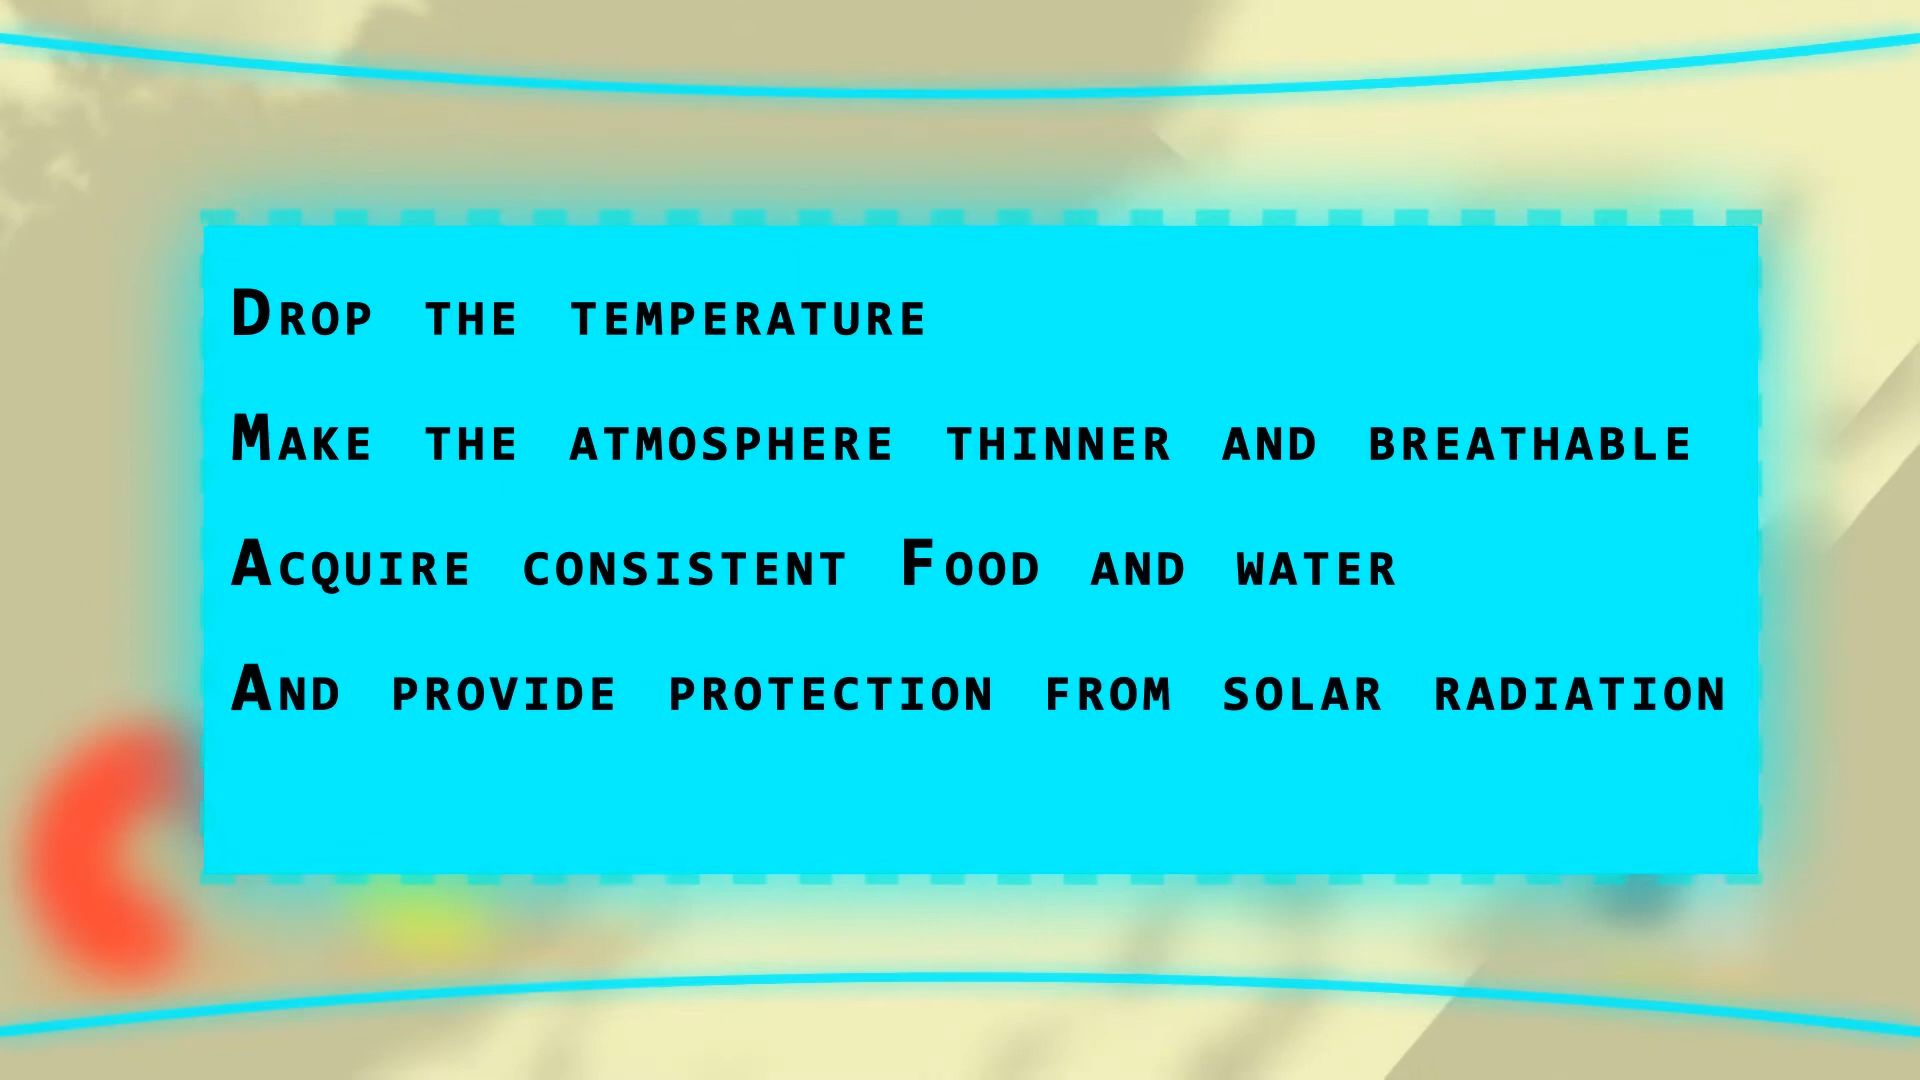 Drop the temperature
Make the atmosphere thinner and breathable
Acquire consistent Food and water
And provide protection from solar radiation